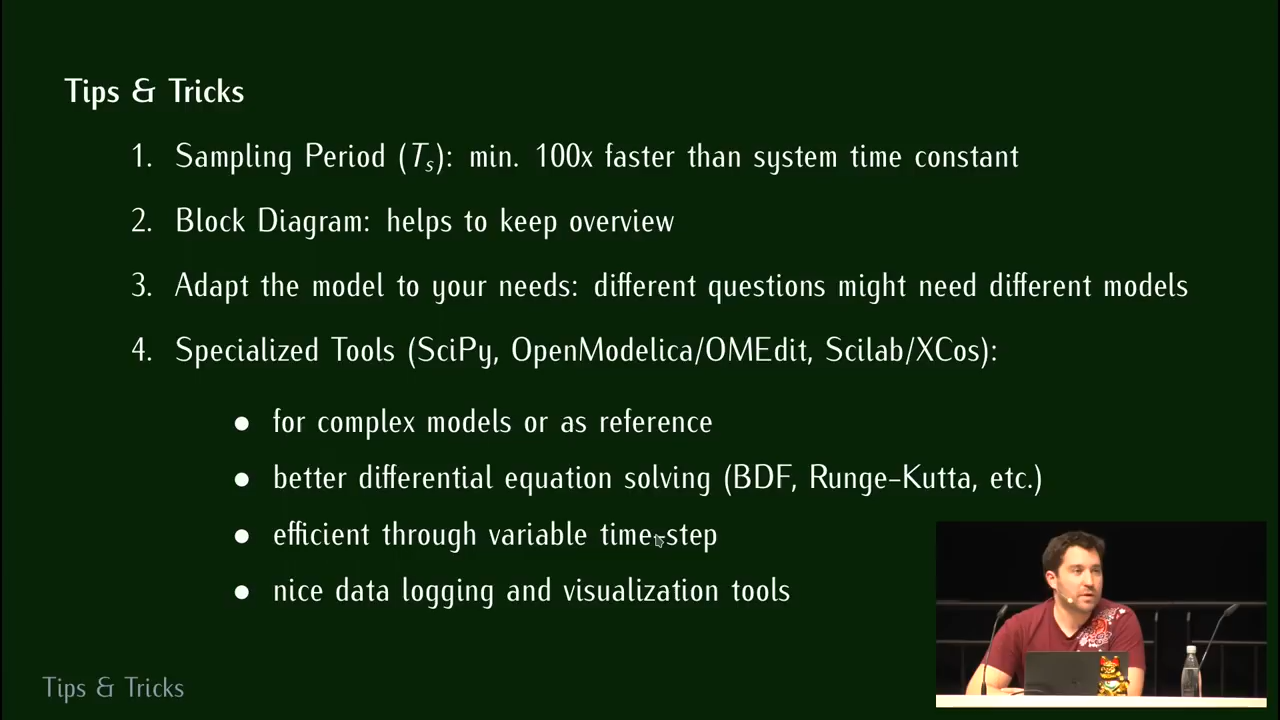 Tips & Tricks
1. Sampling Period (Ts): min. 100x faster than system time constant
2. Block Diagram: helps to keep overview
3. Adapt the model to your needs: different questions might need different models
4. Specialized Tools (SciPy, OpenModelica/OMEdit, Scilab/XCos):
● for complex models or as reference
● better differential equation solving (BDF, Runge-Kutta, etc.)
● efficient through variable time-step
● nice data logging and visualization tools
Tips & Tricks